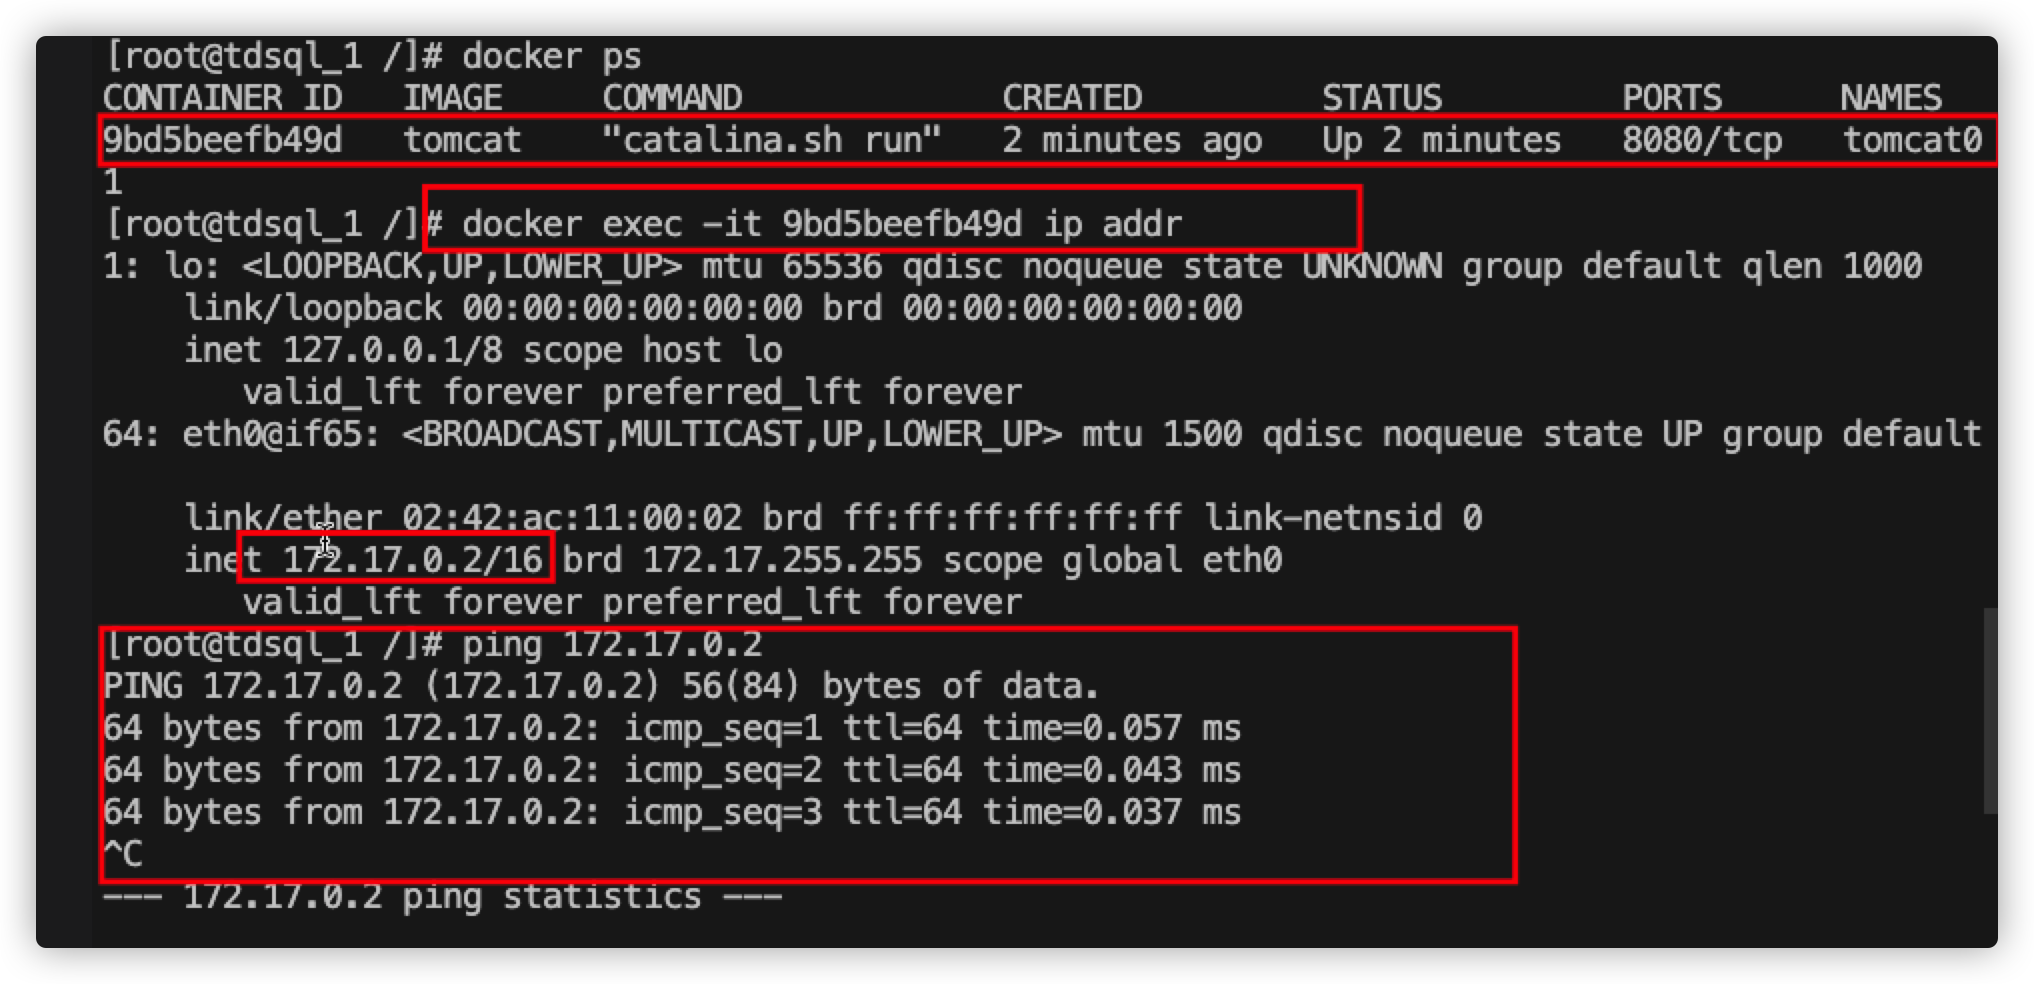 [root@tdsql_1 /]# docker ps
CONTAINER ID   IMAGE     COMMAND             CREATED         STATUS         PORTS      NAMES
9bd5beefb49d   tomcat    "catalina.sh run"   2 minutes ago   Up 2 minutes   8080/tcp   tomcat0
1
[root@tdsql_1 /]# docker exec -it 9bd5beefb49d ip addr
1: lo: <LOOPBACK,UP,LOWER_UP> mtu 65536 qdisc noqueue state UNKNOWN group default qlen 1000
    link/loopback 00:00:00:00:00:00 brd 00:00:00:00:00:00
    inet 127.0.0.1/8 scope host lo
       valid_lft forever preferred_lft forever
64: eth0@if65: <BROADCAST,MULTICAST,UP,LOWER_UP> mtu 1500 qdisc noqueue state UP group default
    link/ether 02:42:ac:11:00:02 brd ff:ff:ff:ff:ff:ff link-netnsid 0
    inet 172.17.0.2/16 brd 172.17.255.255 scope global eth0
       valid_lft forever preferred_lft forever
[root@tdsql_1 /]# ping 172.17.0.2
PING 172.17.0.2 (172.17.0.2) 56(84) bytes of data.
64 bytes from 172.17.0.2: icmp_seq=1 ttl=64 time=0.057 ms
64 bytes from 172.17.0.2: icmp_seq=2 ttl=64 time=0.043 ms
64 bytes from 172.17.0.2: icmp_seq=3 ttl=64 time=0.037 ms
^C
--- 172.17.0.2 ping statistics ---